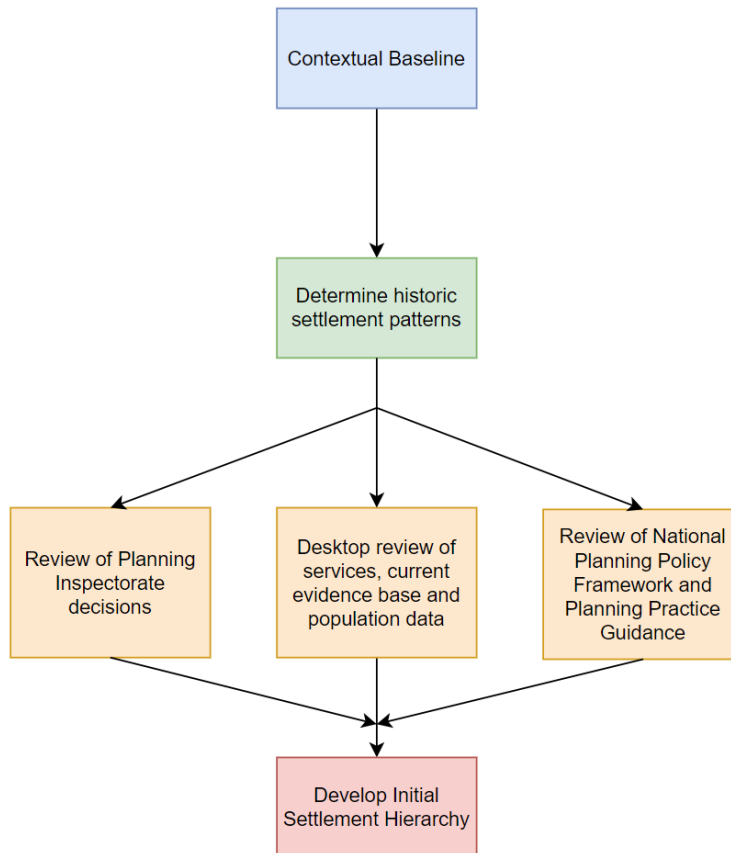 Contextual Baseline
Determine historic
settlement patterns
Review of Planning
Inspectorate
decisions
Desktop review of
services, current
evidence base and
population data
Review of National
Planning Policy
Framework and
Planning Practice
Guidance
Develop Initial
Settlement Hierarchy